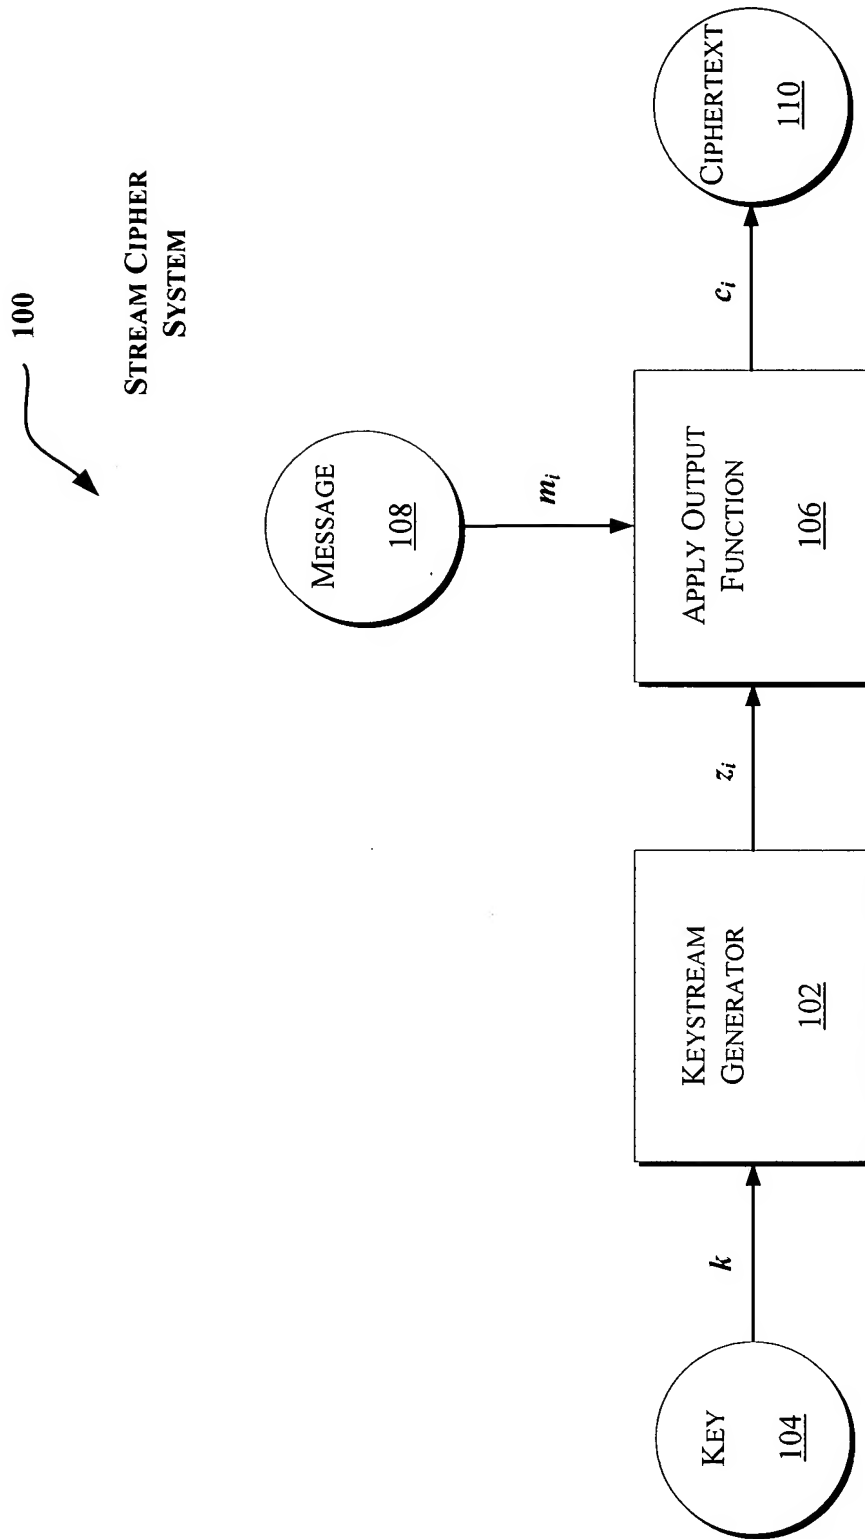 100
STREAM CIPHER
SYSTEM
MESSAGE
108
m_i
KEY
104
k
KEYSTREAM
GENERATOR
102
z_i
APPLY OUTPUT
FUNCTION
106
c_i
CIPHERTEXT
110